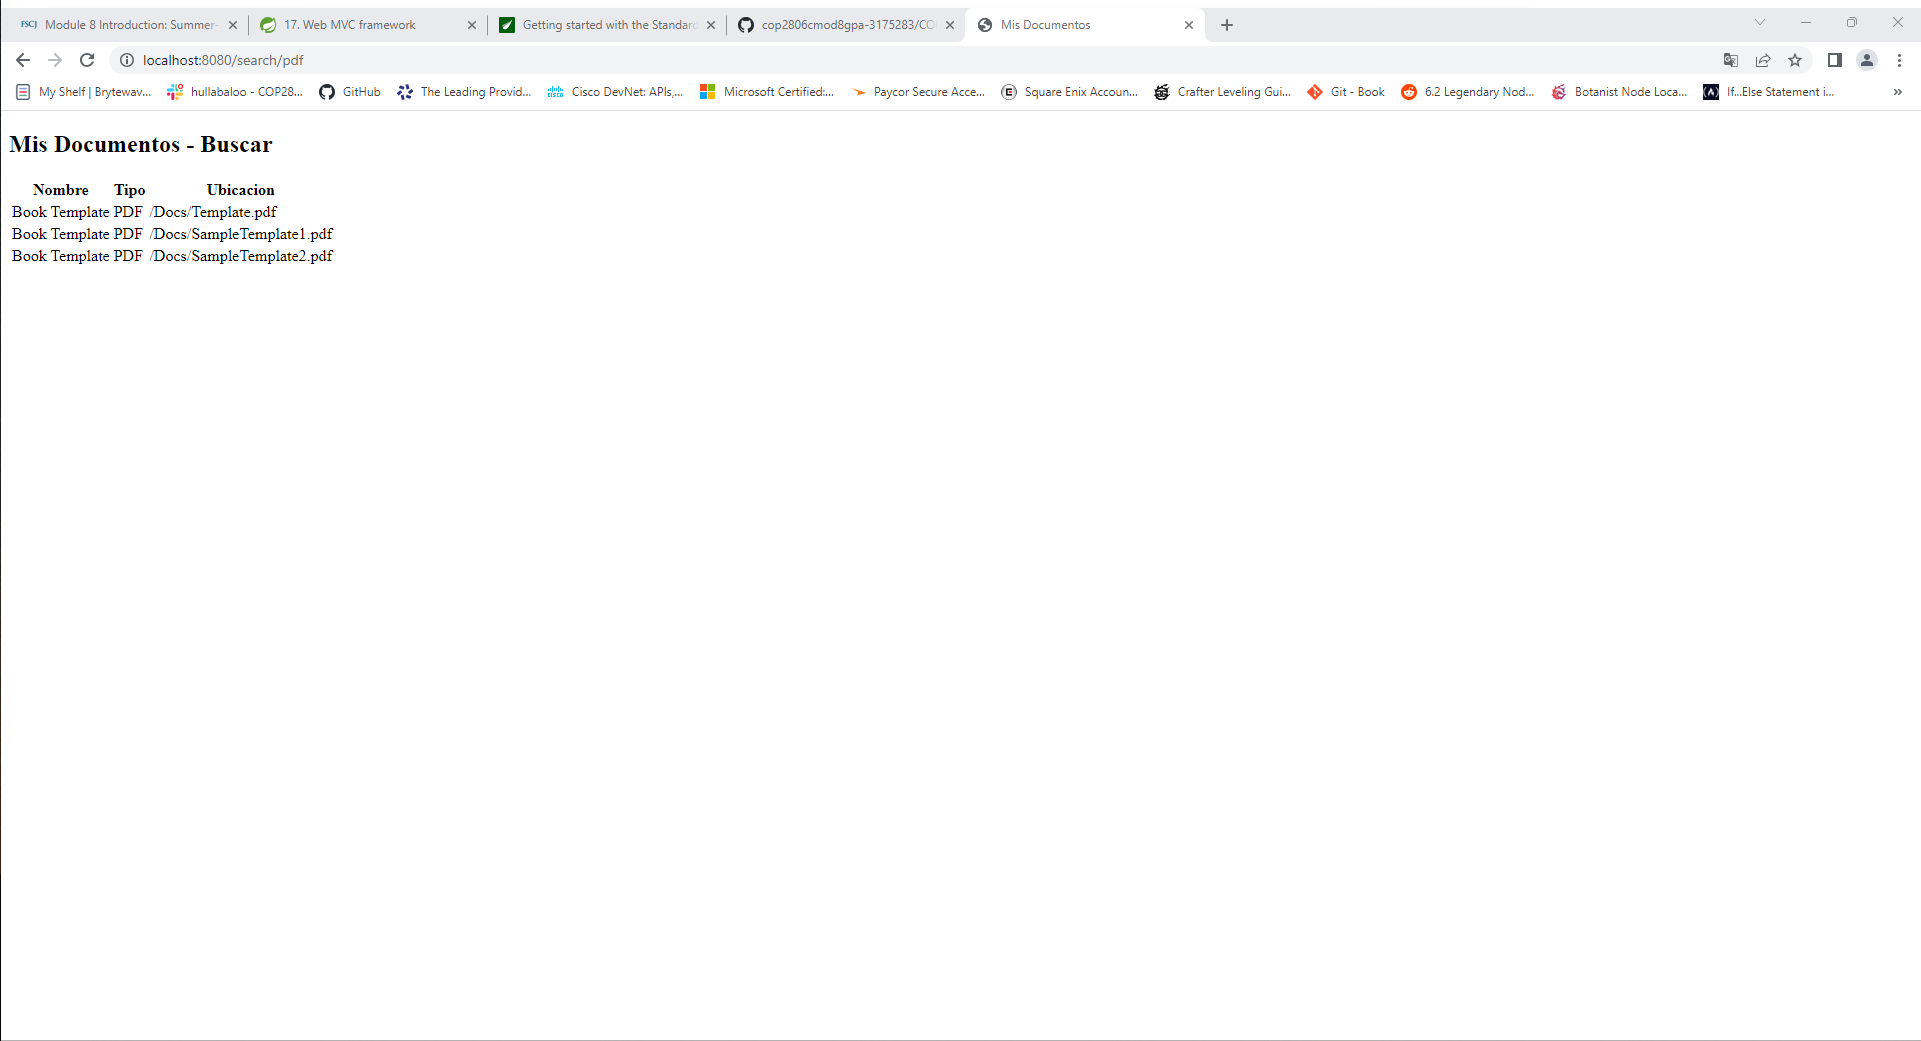 FSCJ Module 8 Introduction: Summer-
17. Web MVC framework
Getting started with the Standard
cop2806cmod8gpa-3175283/CO
Mis Documentos
localhost:8080/search/pdf
My Shelf | Brytewav...
hullabaloo - COP28...
GitHub
The Leading Provid...
Cisco DevNet: APIs,...
Microsoft Certified:...
Paycor Secure Acce...
Square Enix Accoun...
Crafter Leveling Gui...
Git - Book
6.2 Legendary Nod...
Botanist Node Loca...
If...Else Statement i...
Mis Documentos - Buscar
Nombre Tipo Ubicacion
Book Template PDF /Docs/Template.pdf
Book Template PDF /Docs/SampleTemplate1.pdf
Book Template PDF /Docs/SampleTemplate2.pdf